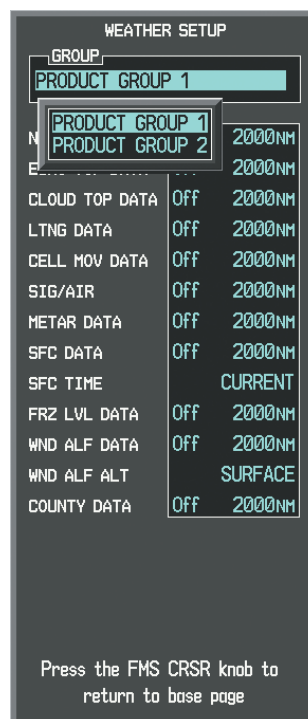 WEATHER SETUP
GROUP
PRODUCT GROUP 1
PRODUCT GROUP 1
PRODUCT GROUP 2
2000NM
2000NM
CLOUD TOP DATA Off 2000NM
LTNG DATA Off 2000NM
CELL MOV DATA Off 2000NM
SIG/AIR Off 2000NM
METAR DATA Off 2000NM
SFC DATA Off 2000NM
SFC TIME CURRENT
FRZ LVL DATA Off 2000NM
WND ALF DATA Off 2000NM
WND ALF ALT SURFACE
COUNTY DATA Off 2000NM
Press the FMS CRSR knob to
return to base page